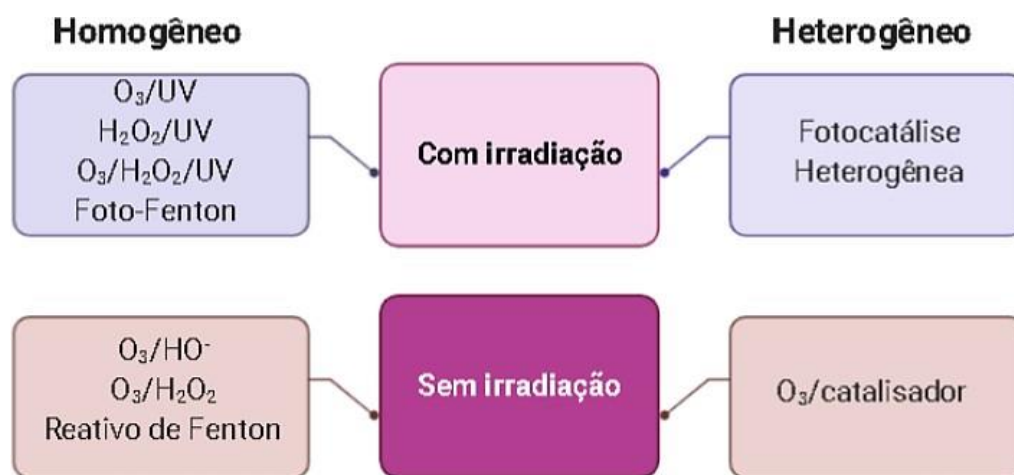 Homogêneo
Heterogêneo
O₃/UV
H₂O₂/UV
O₃/H₂O₂/UV
Foto-Fenton
Com irradiação
Fotocatálise
Heterogênea
O₃/HO⁻
O₃/H₂O₂
Reativo de Fenton
Sem irradiação
O₃/catalisador